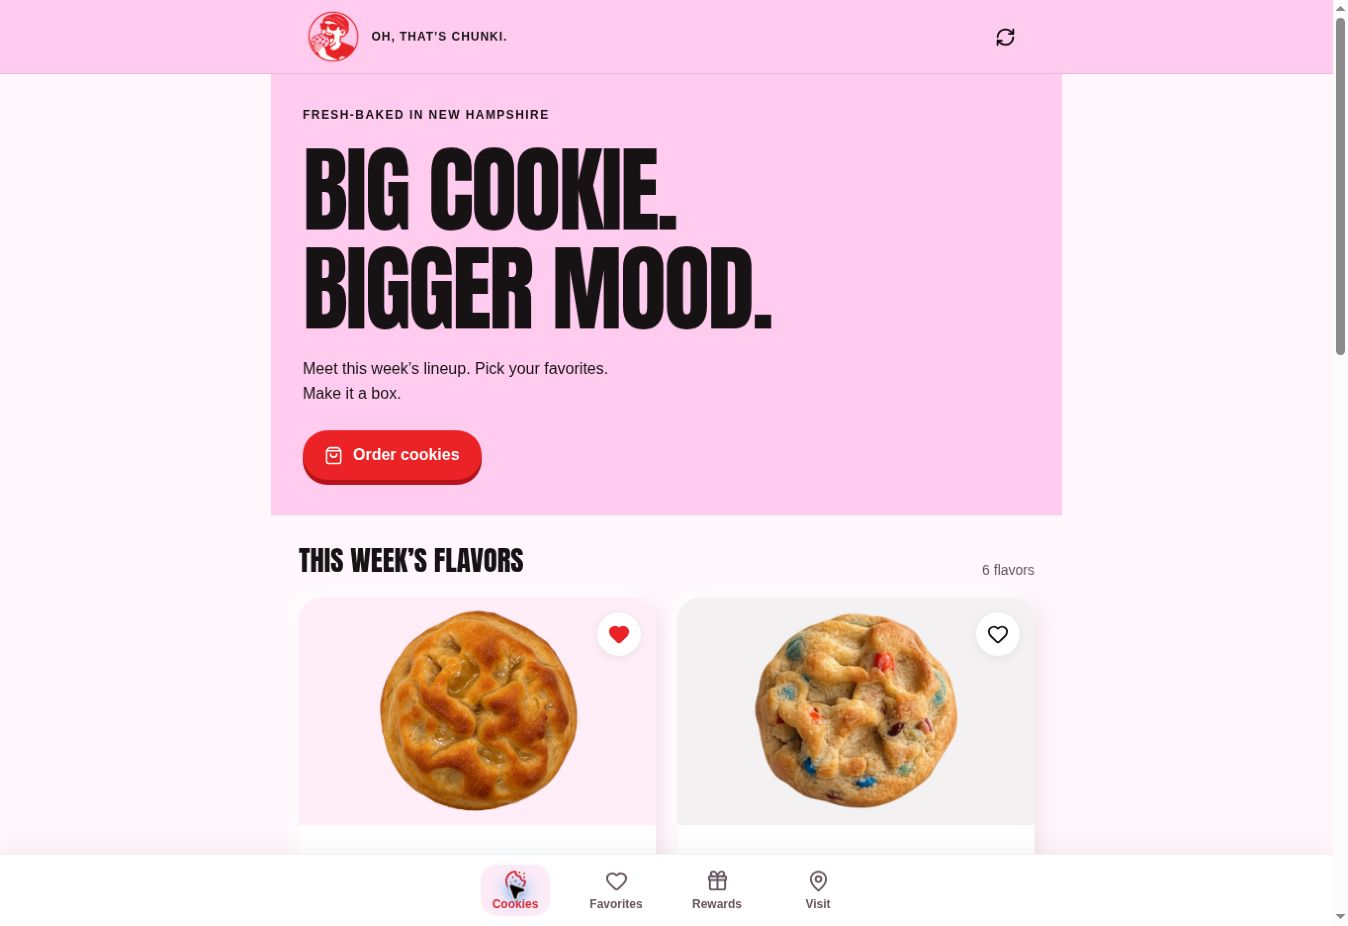 OH, THAT’S CHUNKI.
FRESH-BAKED IN NEW HAMPSHIRE
BIG COOKIE.
BIGGER MOOD.
Meet this week’s lineup. Pick your favorites.
Make it a box.
Order cookies
THIS WEEK’S FLAVORS
6 flavors
Cookies
Favorites
Rewards
Visit